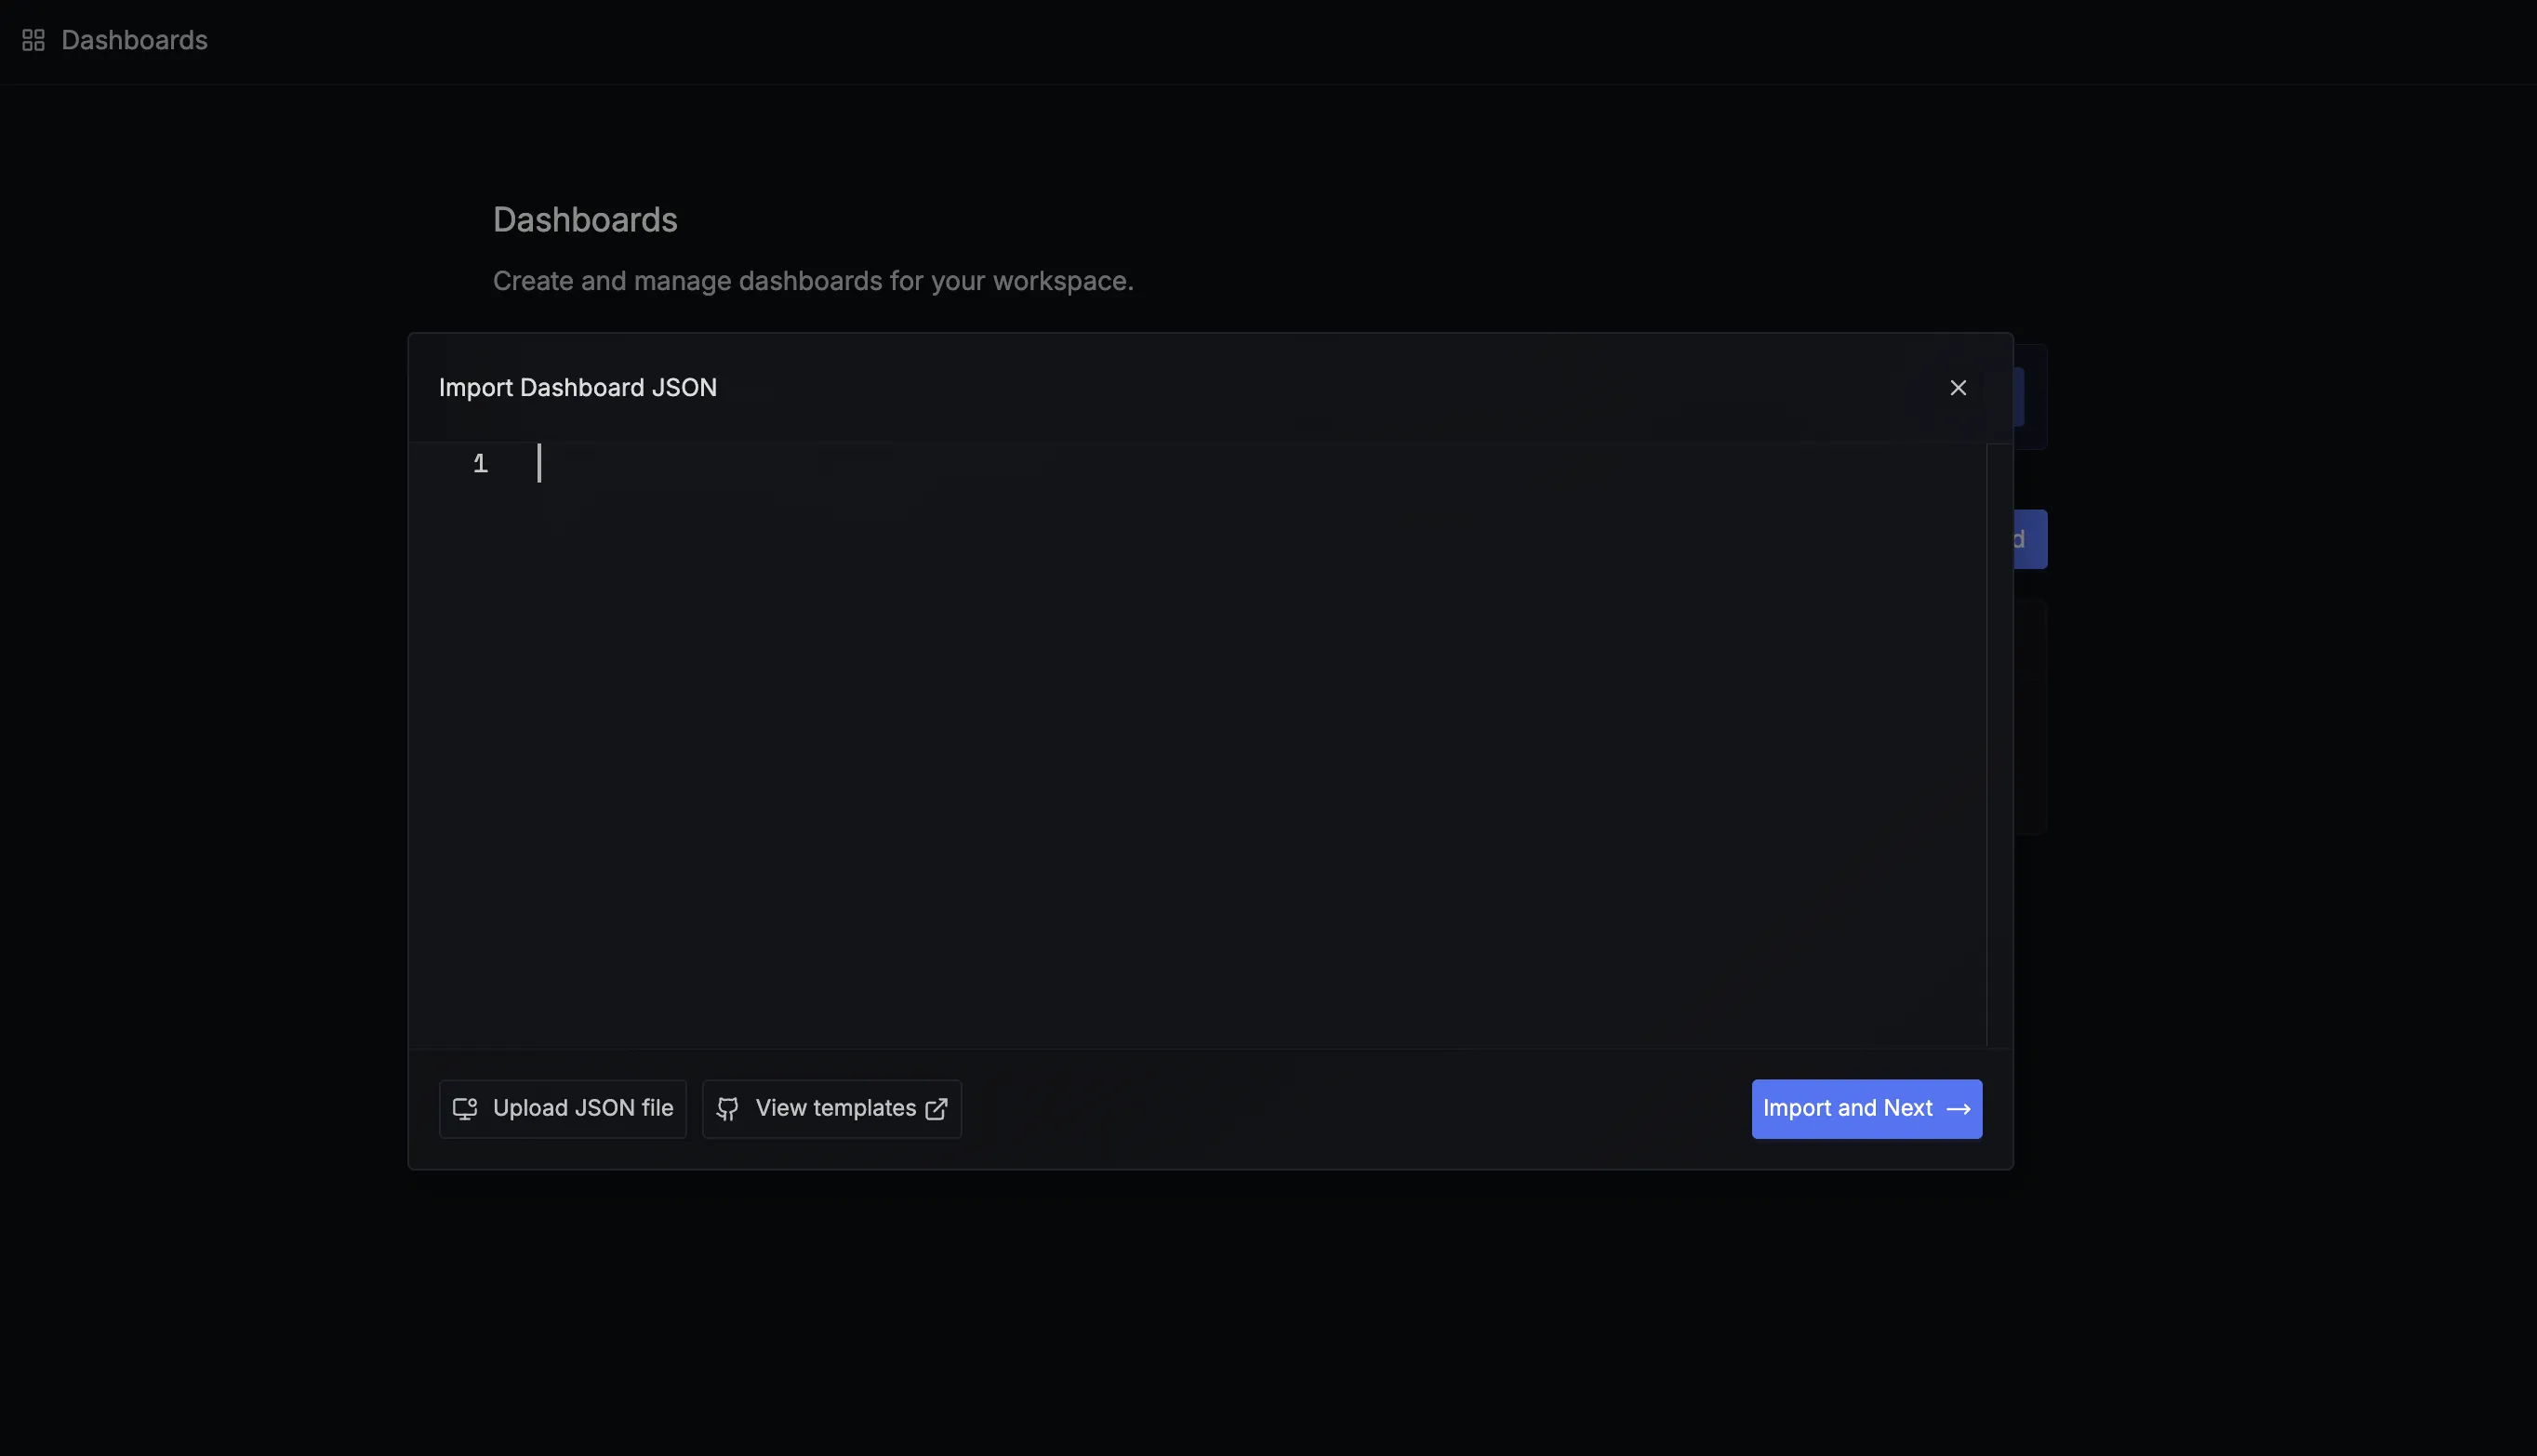 Dashboards
Dashboards
Create and manage dashboards for your workspace.
Import Dashboard JSON
1
d
Upload JSON file
View templates
Import and Next